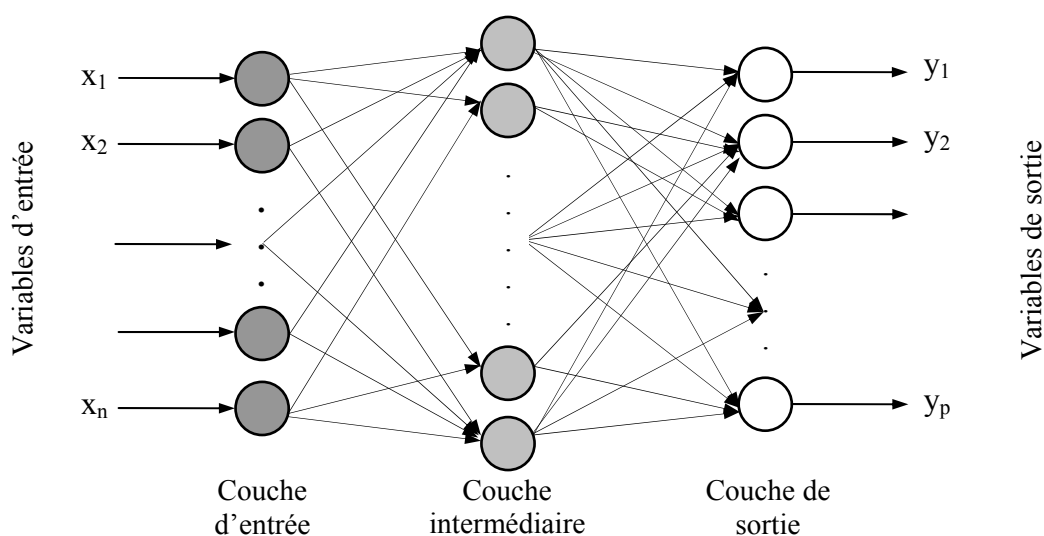 Variables d'entrée
x1
x2
xn
Couche
d'entrée
Couche
intermédiaire
Couche de
sortie
y1
y2
yp
Variables de sortie